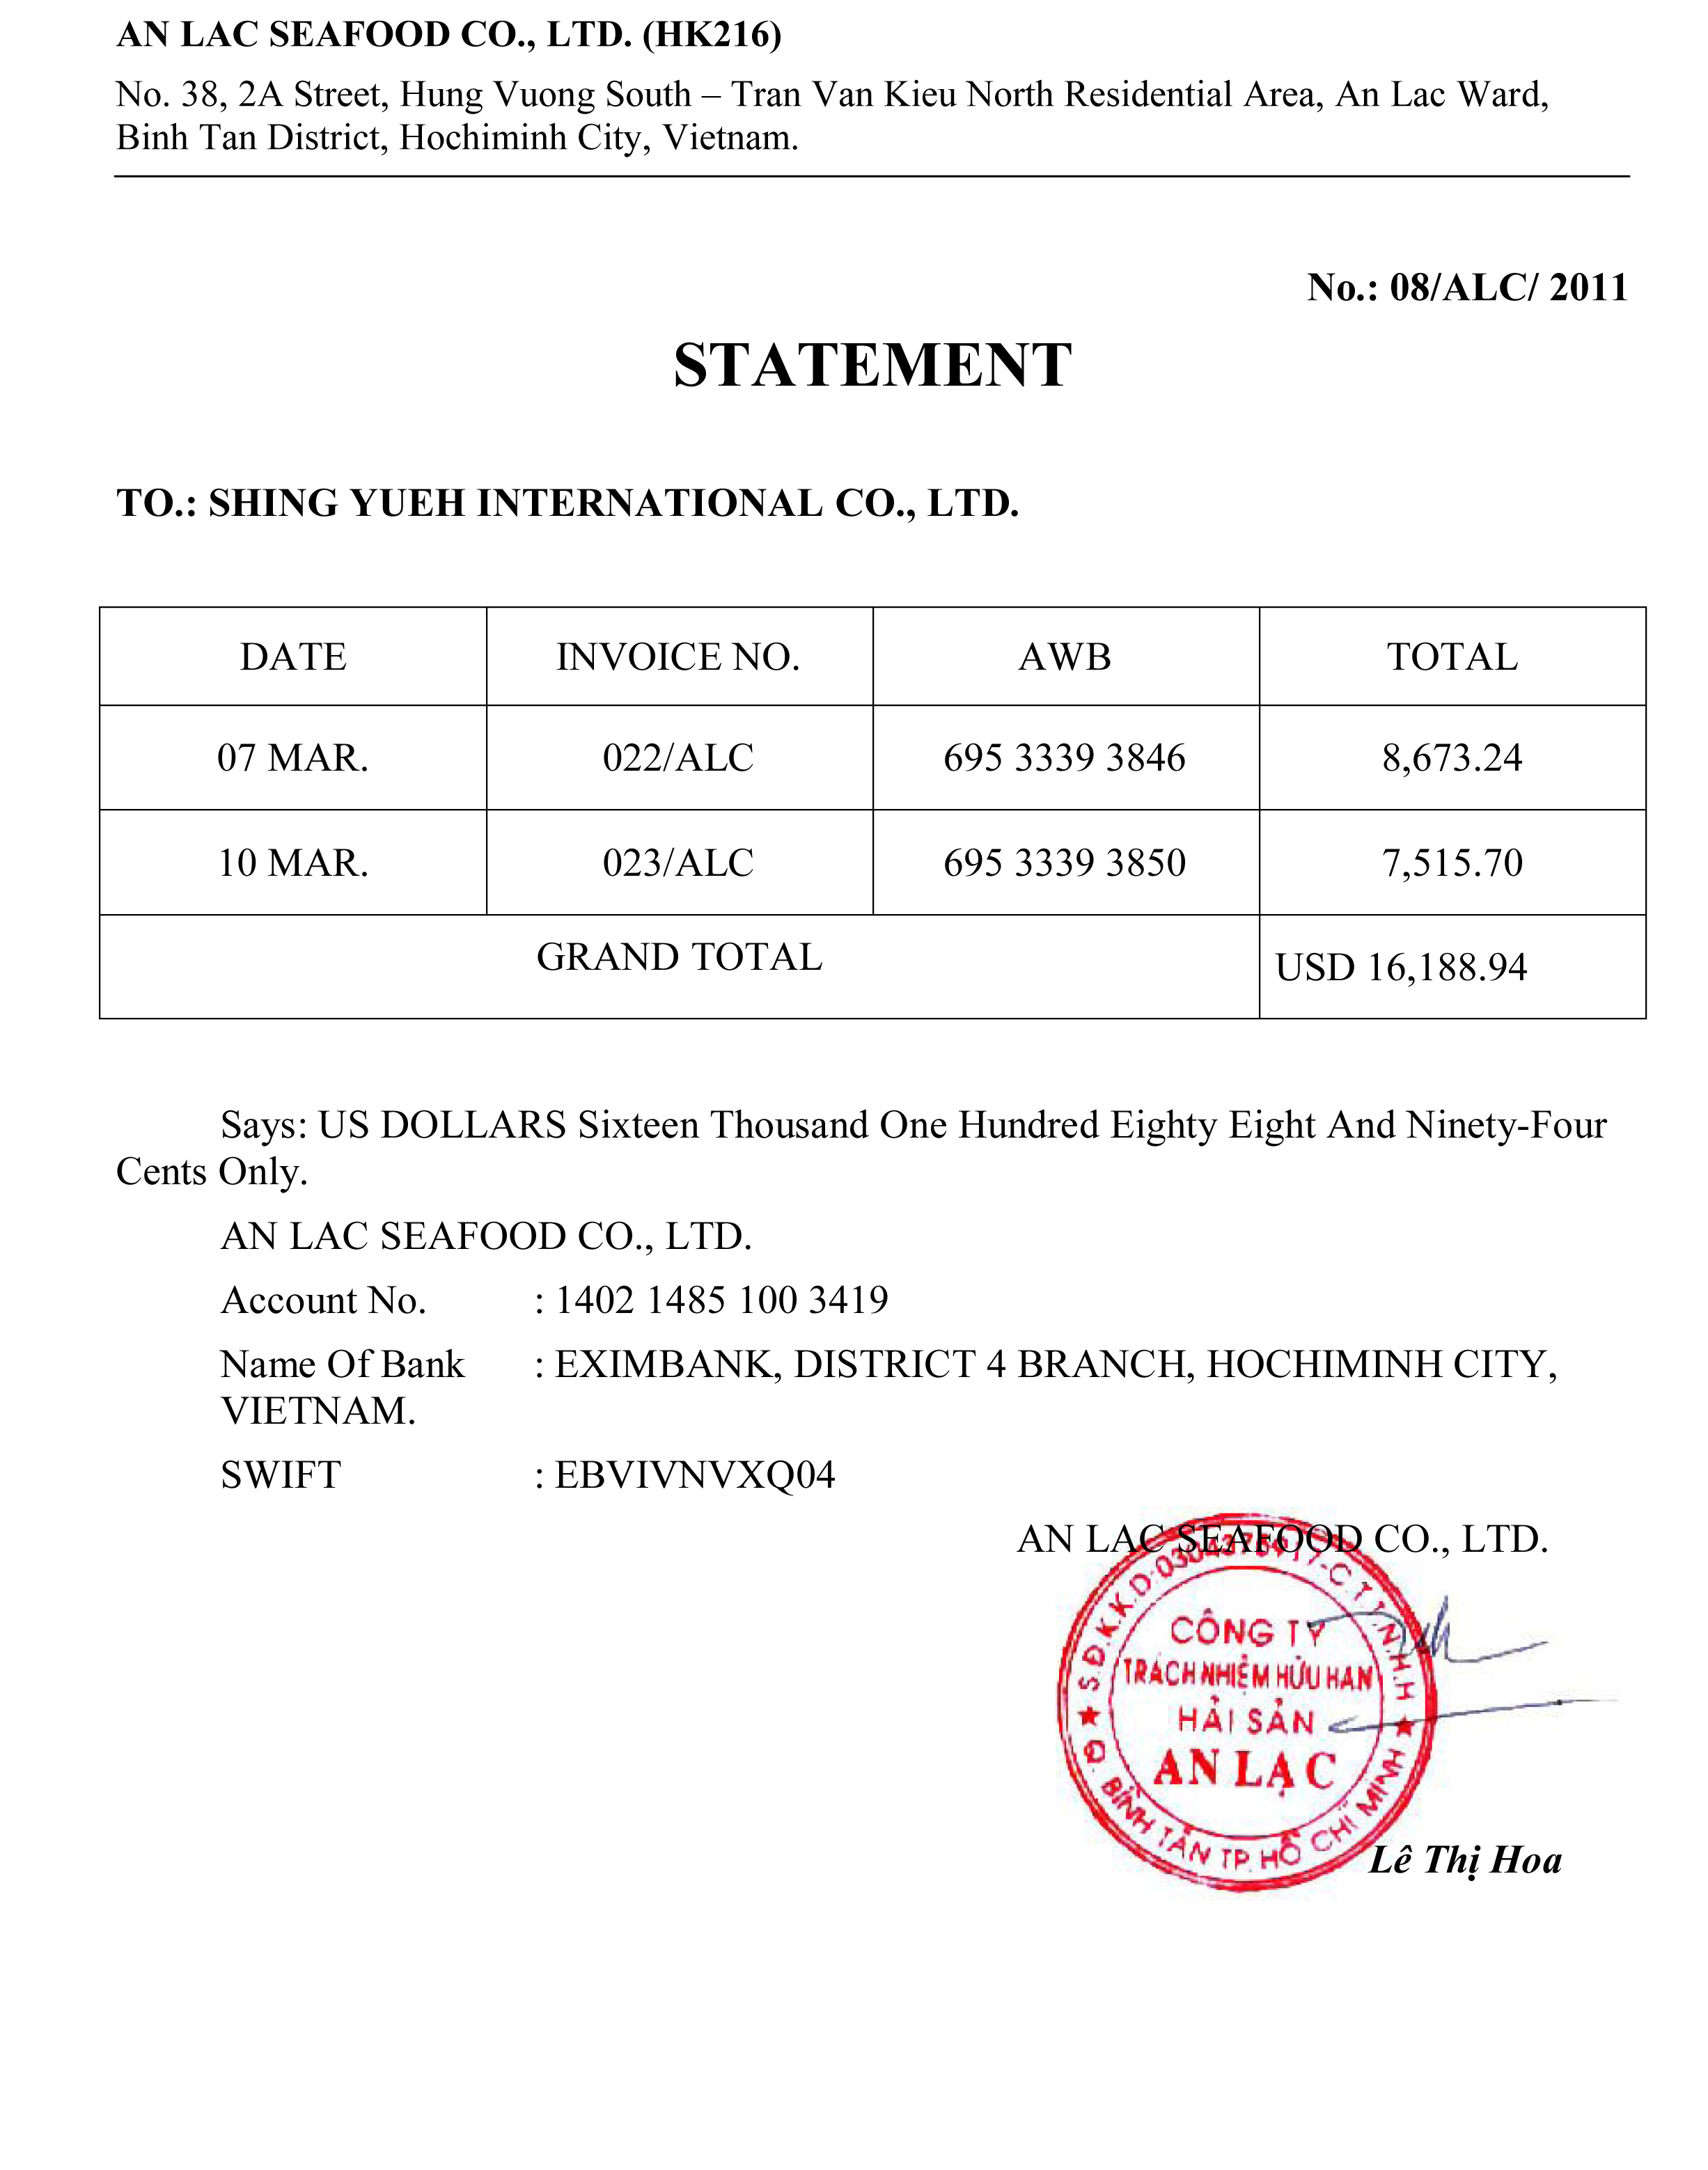 AN LAC SEAFOOD CO., LTD. (HK216)
No. 38, 2A Street, Hung Vuong South – Tran Van Kieu North Residential Area, An Lac Ward,
Binh Tan District, Hochiminh City, Vietnam.
No.: 08/ALC/ 2011
STATEMENT
TO.: SHING YUEH INTERNATIONAL CO., LTD.
DATE INVOICE NO. AWB TOTAL
07 MAR. 022/ALC 695 3339 3846 8,673.24
10 MAR. 023/ALC 695 3339 3850 7,515.70
GRAND TOTAL USD 16,188.94
Says: US DOLLARS Sixteen Thousand One Hundred Eighty Eight And Ninety-Four
Cents Only.
AN LAC SEAFOOD CO., LTD.
Account No. : 1402 1485 100 3419
Name Of Bank : EXIMBANK, DISTRICT 4 BRANCH, HOCHIMINH CITY,
VIETNAM.
SWIFT : EBVIVNVXQ04
AN LAC SEAFOOD CO., LTD.
S.Đ.K.K.D: C.T.T.N.H.H
CÔNG TY
TRÁCH NHIỆM HỮU HẠN
HẢI SẢN
AN LẠC
Q. BÌNH TÂN TP. HỒ CHÍ MINH
Lê Thị Hoa